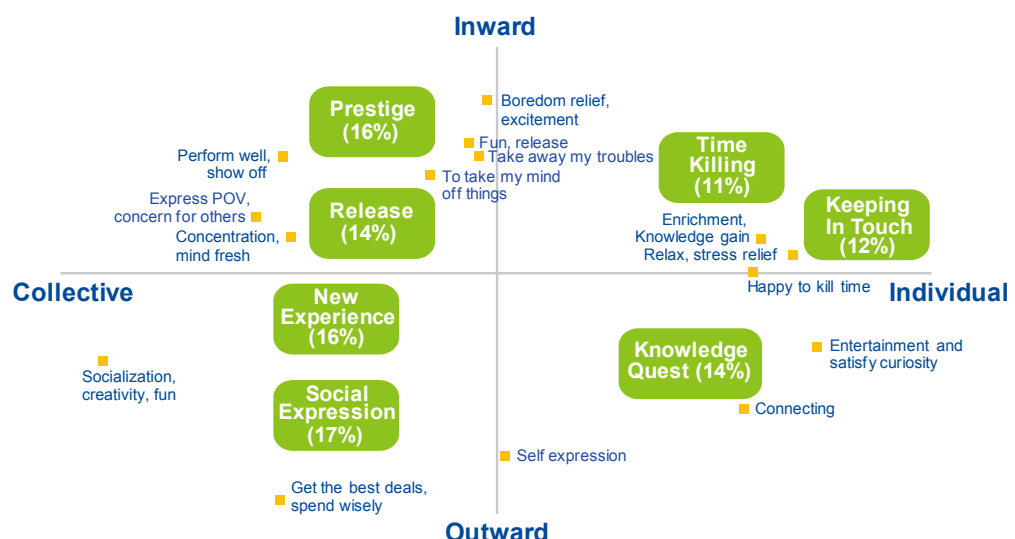 Inward
Boredom relief,
excitement
Prestige
(16%)
Fun, release
Take away my troubles
Time
Killing
(11%)
Perform well,
show off
To take my mind
off things
Express POV,
concern for others
Release
(14%)
Concentration,
mind fresh
Keeping
In Touch
(12%)
Enrichment,
Knowledge gain
Relax, stress relief
Happy to kill time
Collective
Individual
New
Experience
(16%)
Knowledge
Quest (14%)
Entertainment and
satisfy curiosity
Socialization,
creativity, fun
Social
Expression
(17%)
Connecting
Self expression
Get the best deals,
spend wisely
Outward